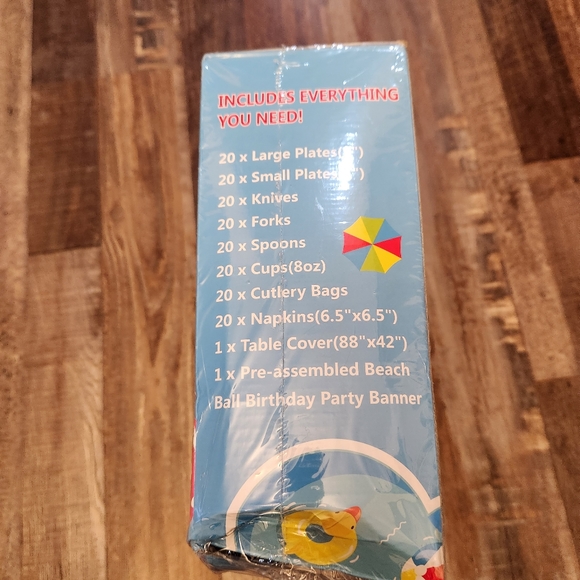 INCLUDES EVERYTHING
YOU NEED!
20 x Large Plates
20 x Small Plates
20 x Knives
20 x Forks
20 x Spoons
20 x Cups(8oz)
20 x Cutlery Bags
20 x Napkins(6.5"x6.5")
1 x Table Cover(88"x42")
1 x Pre-assembled Beach
Ball Birthday Party Banner